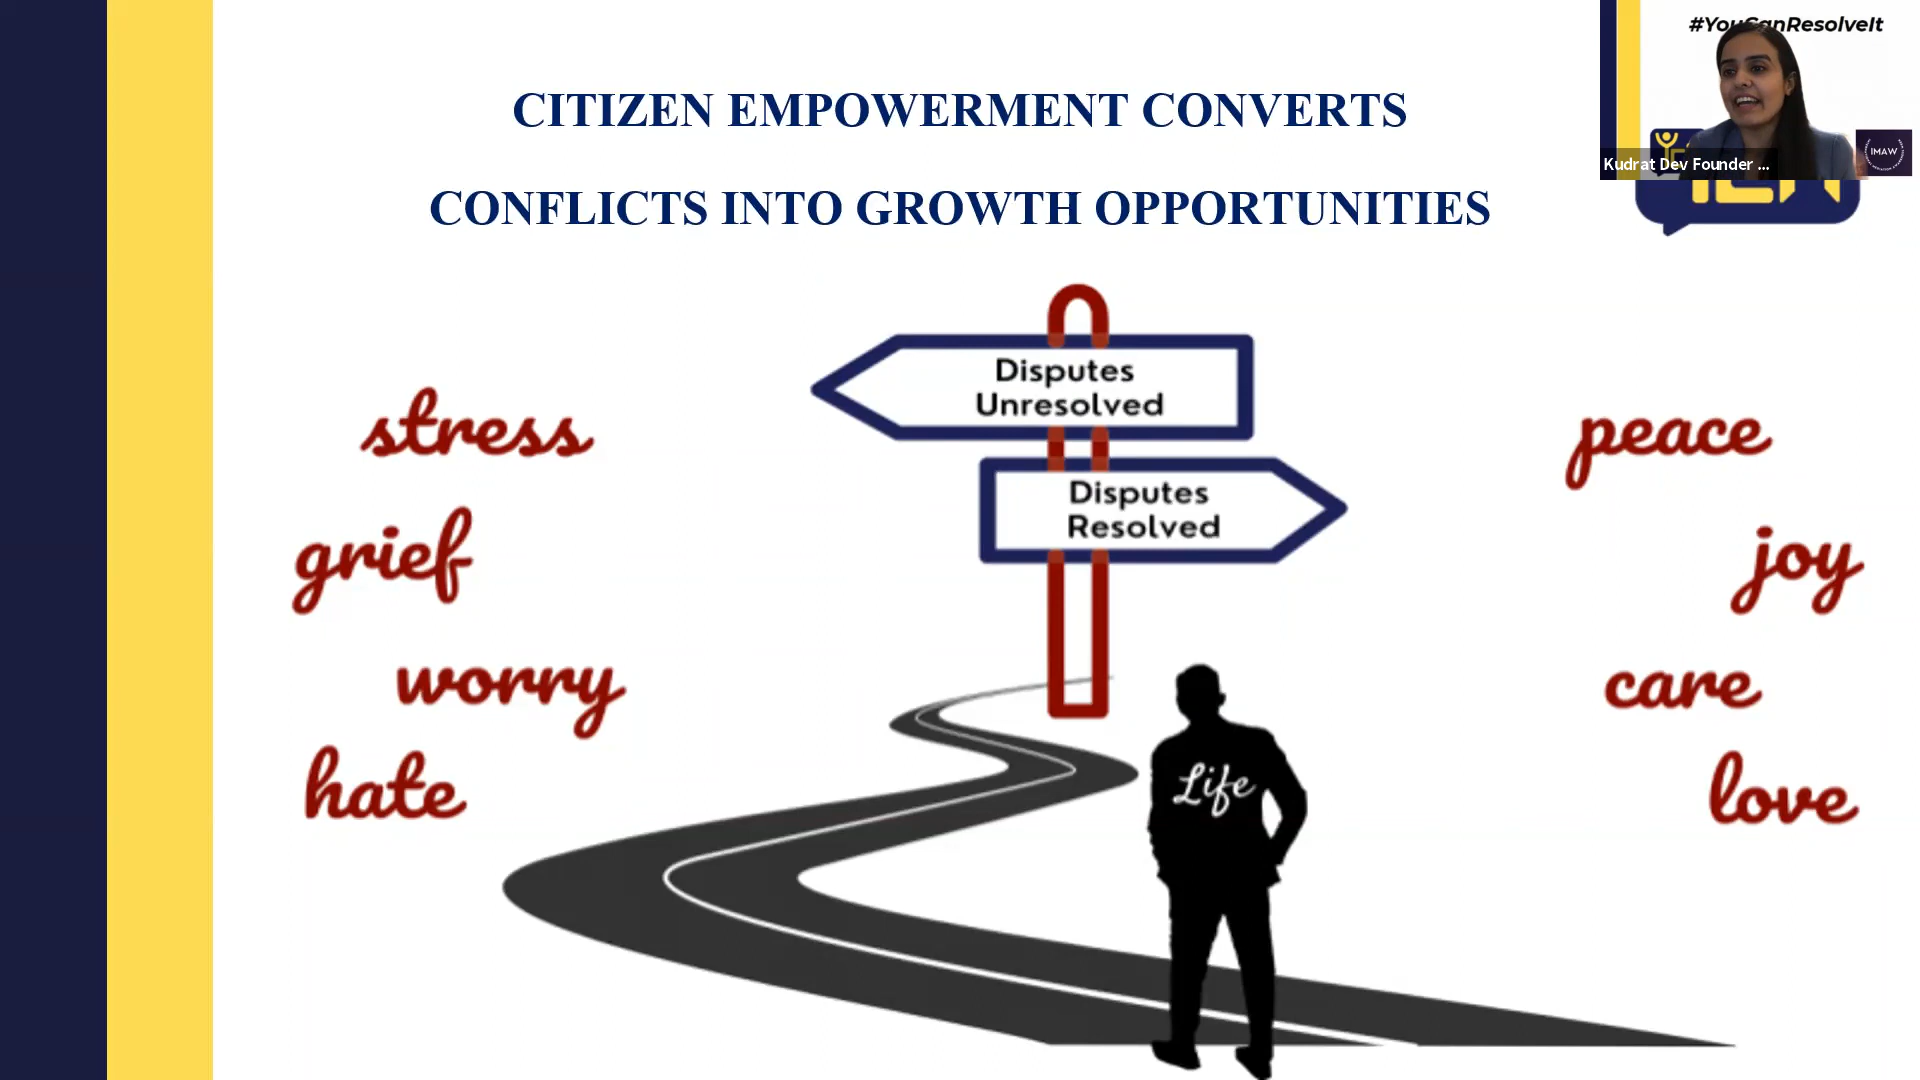 #YouCanResolveIt
CITIZEN EMPOWERMENT CONVERTS
CONFLICTS INTO GROWTH OPPORTUNITIES
Kudrat Dev Founder ...
IMAW
Disputes
Unresolved
Disputes
Resolved
stress
grief
worry
hate
peace
joy
care
love
Life